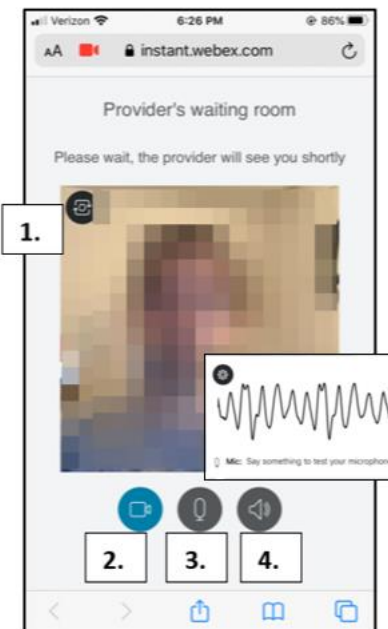 Verizon 6:26 PM 86%
AA instant.webex.com
Provider's waiting room
Please wait, the provider will see you shortly
1.
Mic: Say something to test your microphone
2. 3. 4.